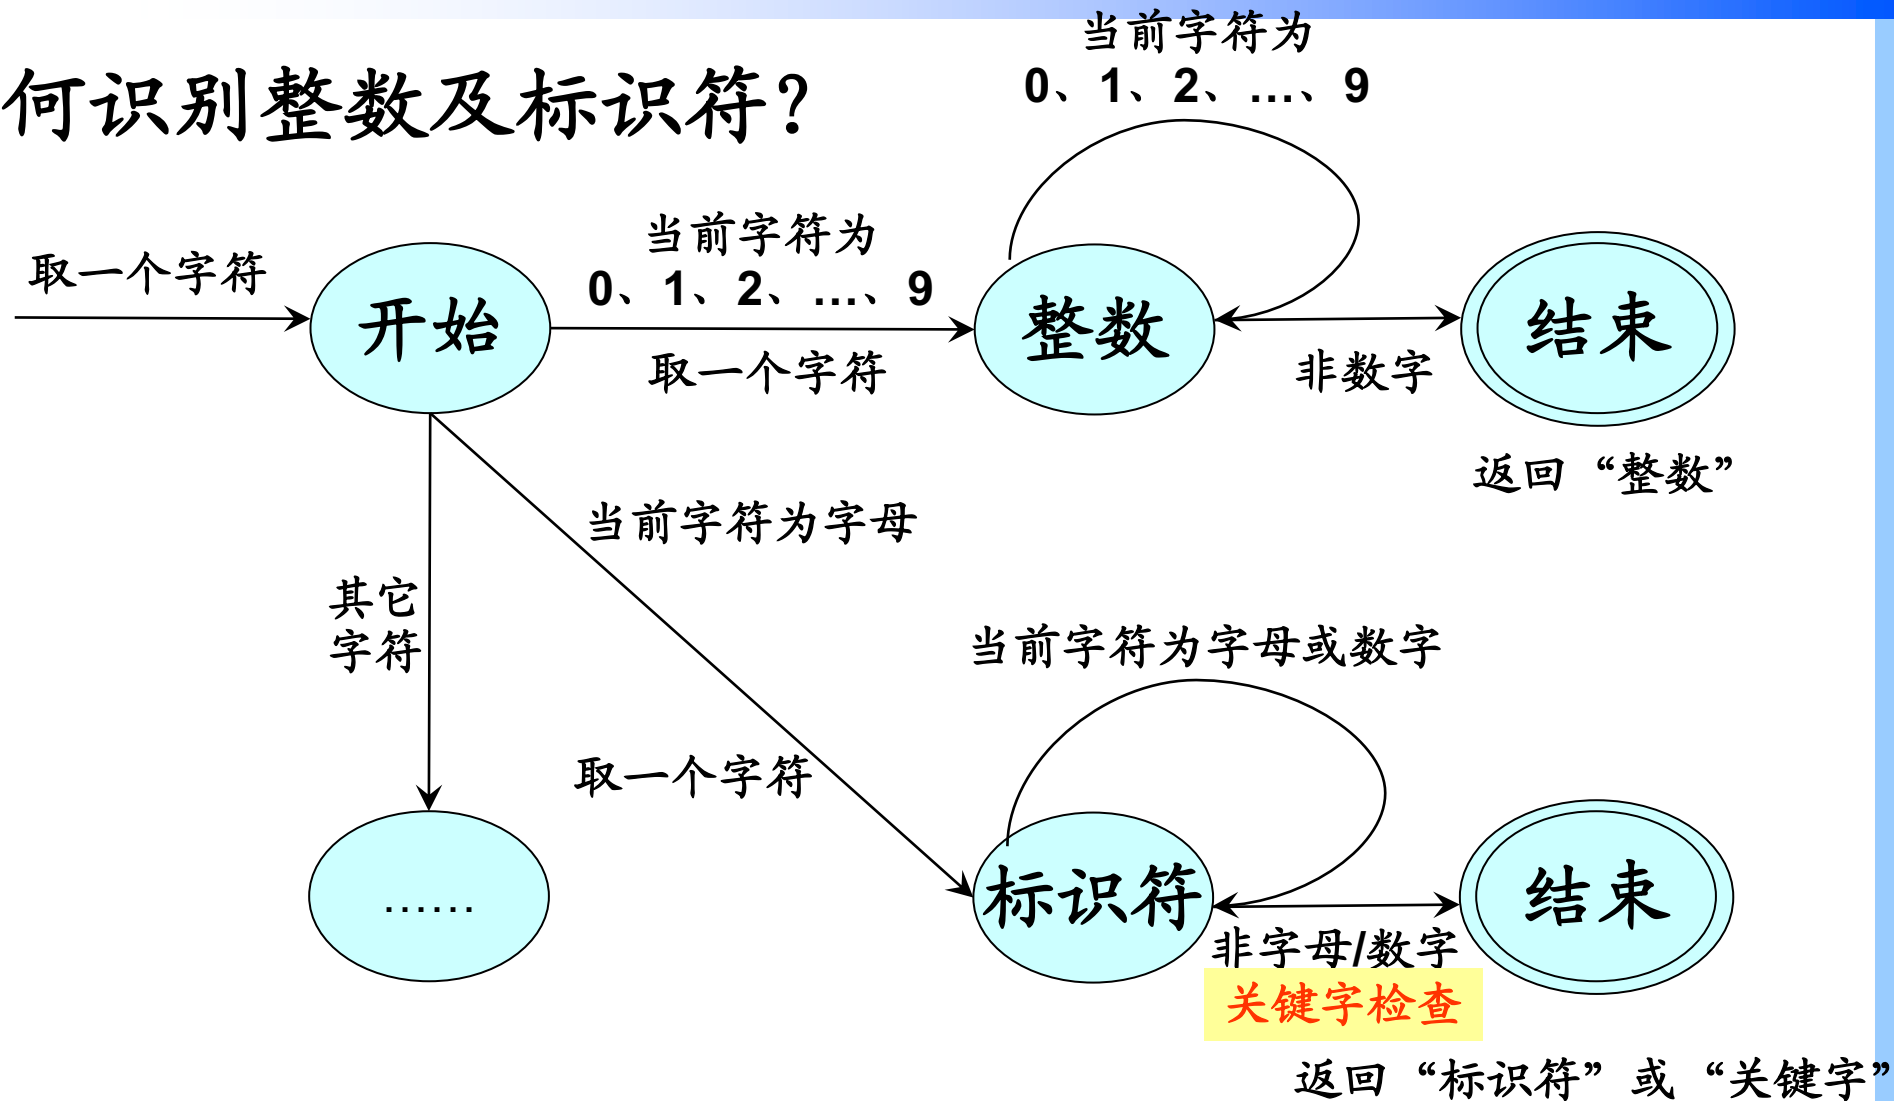 何识别整数及标识符?
当前字符为
0、1、2、…、9
取一个字符
开始
当前字符为
0、1、2、…、9
取一个字符
整数
非数字
结束
返回“整数”
当前字符为字母
其它
字符
取一个字符
当前字符为字母或数字
……
标识符
非字母/数字
关键字检查
结束
返回“标识符”或“关键字”